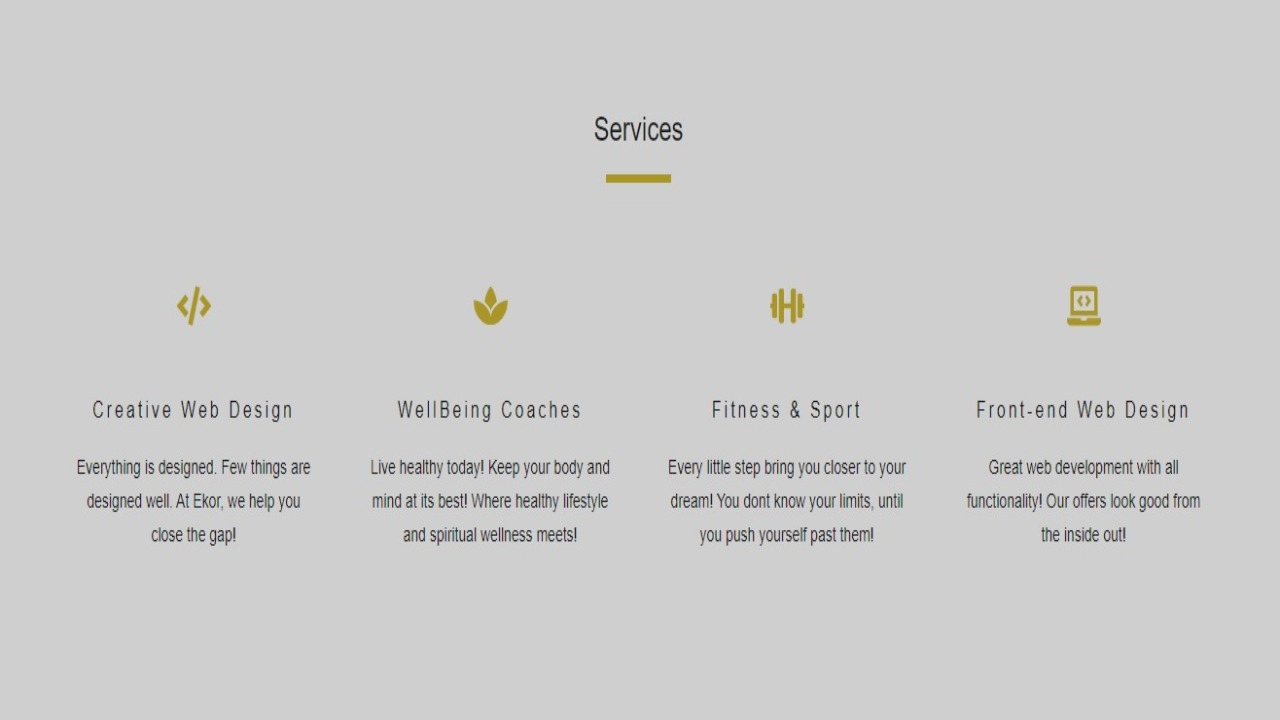 Services
Creative Web Design
Everything is designed. Few things are
designed well. At Ekor, we help you
close the gap!
WellBeing Coaches
Live healthy today! Keep your body and
mind at its best! Where healthy lifestyle
and spiritual wellness meets!
Fitness & Sport
Every little step bring you closer to your
dream! You dont know your limits, until
you push yourself past them!
Front-end Web Design
Great web development with all
functionality! Our offers look good from
the inside out!